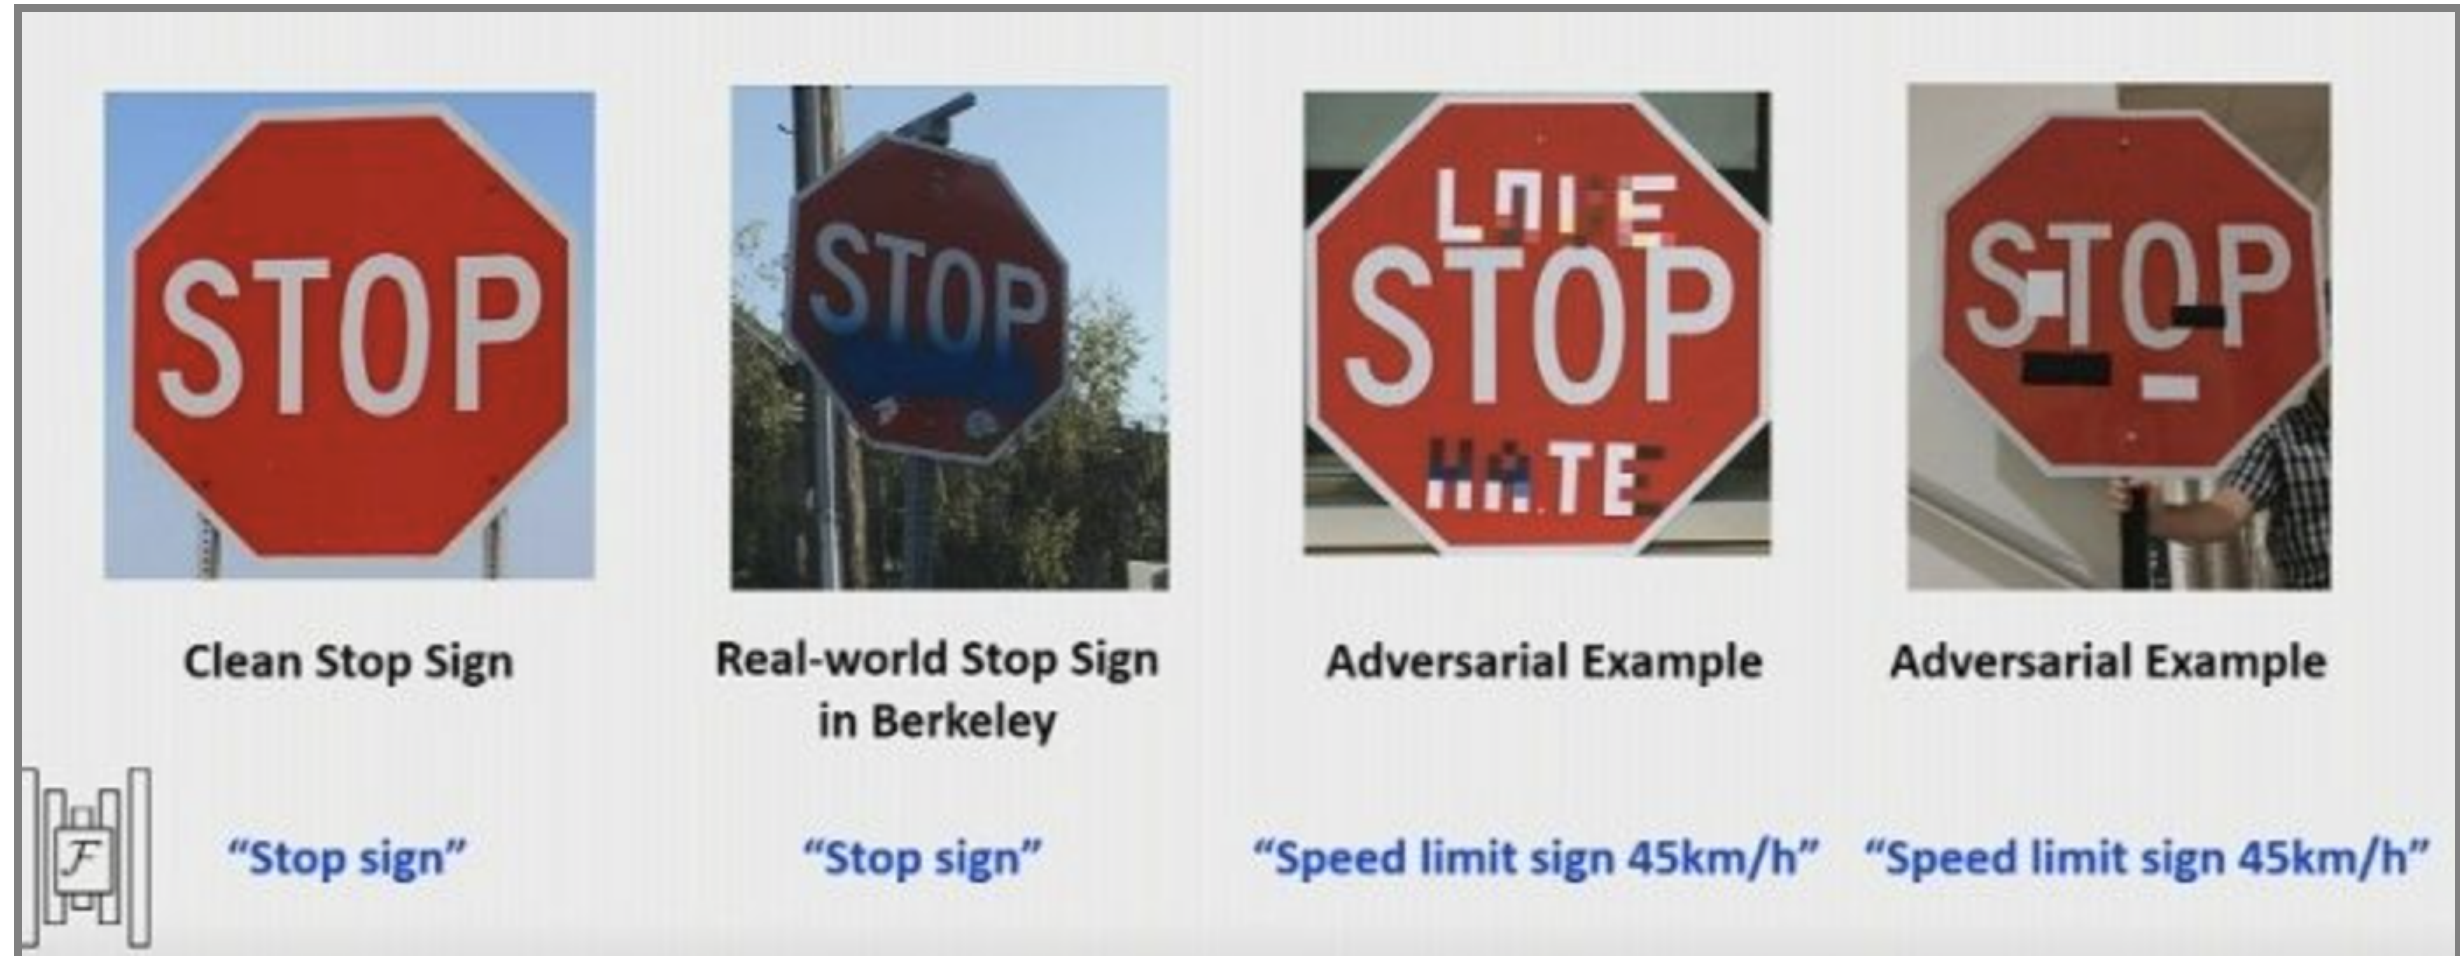 STOP
STOP
LOVE
STOP
HATE
STOP
Clean Stop Sign
Real-world Stop Sign
in Berkeley
Adversarial Example
Adversarial Example
F
“Stop sign”
“Stop sign”
“Speed limit sign 45km/h”
“Speed limit sign 45km/h”